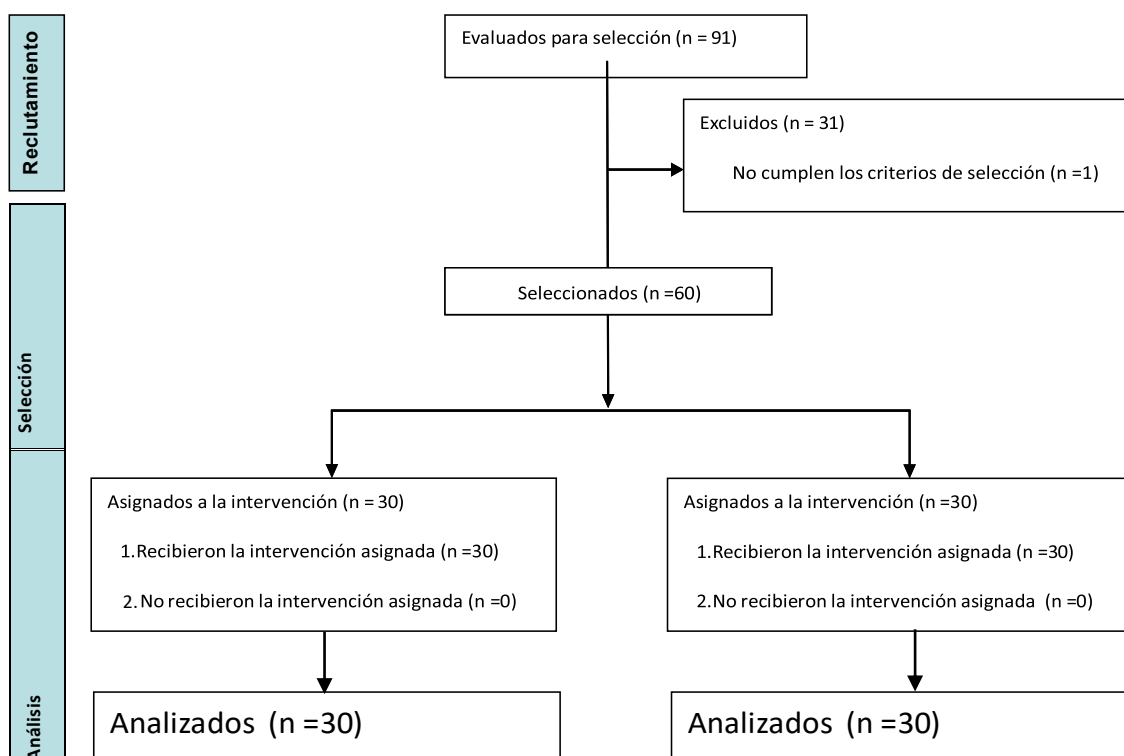 Reclutamiento
Evaluados para selección (n = 91)
Excluidos (n = 31)
No cumplen los criterios de selección (n =1)
Selección
Seleccionados (n =60)
Asignados a la intervención (n = 30)
1.Recibieron la intervención asignada (n =30)
2.No recibieron la intervención asignada (n =0)
Asignados a la intervención (n =30)
1.Recibieron la intervención asignada (n =30)
2.No recibieron la intervención asignada (n =0)
Análisis
Analizados (n =30)
Analizados (n =30)